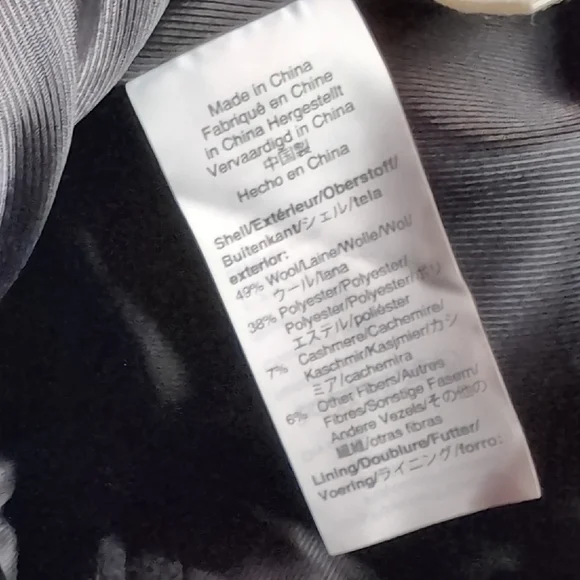 Made in China
Fabriqué en Chine
in China Hergestellt
Vervaardigd in China
中国製
Hecho en China
Shell/Extérieur/Oberstoff/
Buitenkant/シェル/tela
exterior:
49% Wool/Laine/Wolle/Wol/
ウール/lana
38% Polyester/Polyester/
Polyester/Polyester/ポリ
エステル/poliéster
7% Cashmere/Cachemire/
Kaschmir/Kasjmier/カシ
ミア/cachemira
6% Other Fibers/Autres
Fibres/Sonstige Fasern/
Andere Vezels/その他の
繊維/otras fibras
Lining/Doublure/Futter/
Voering/ライニング/forro: